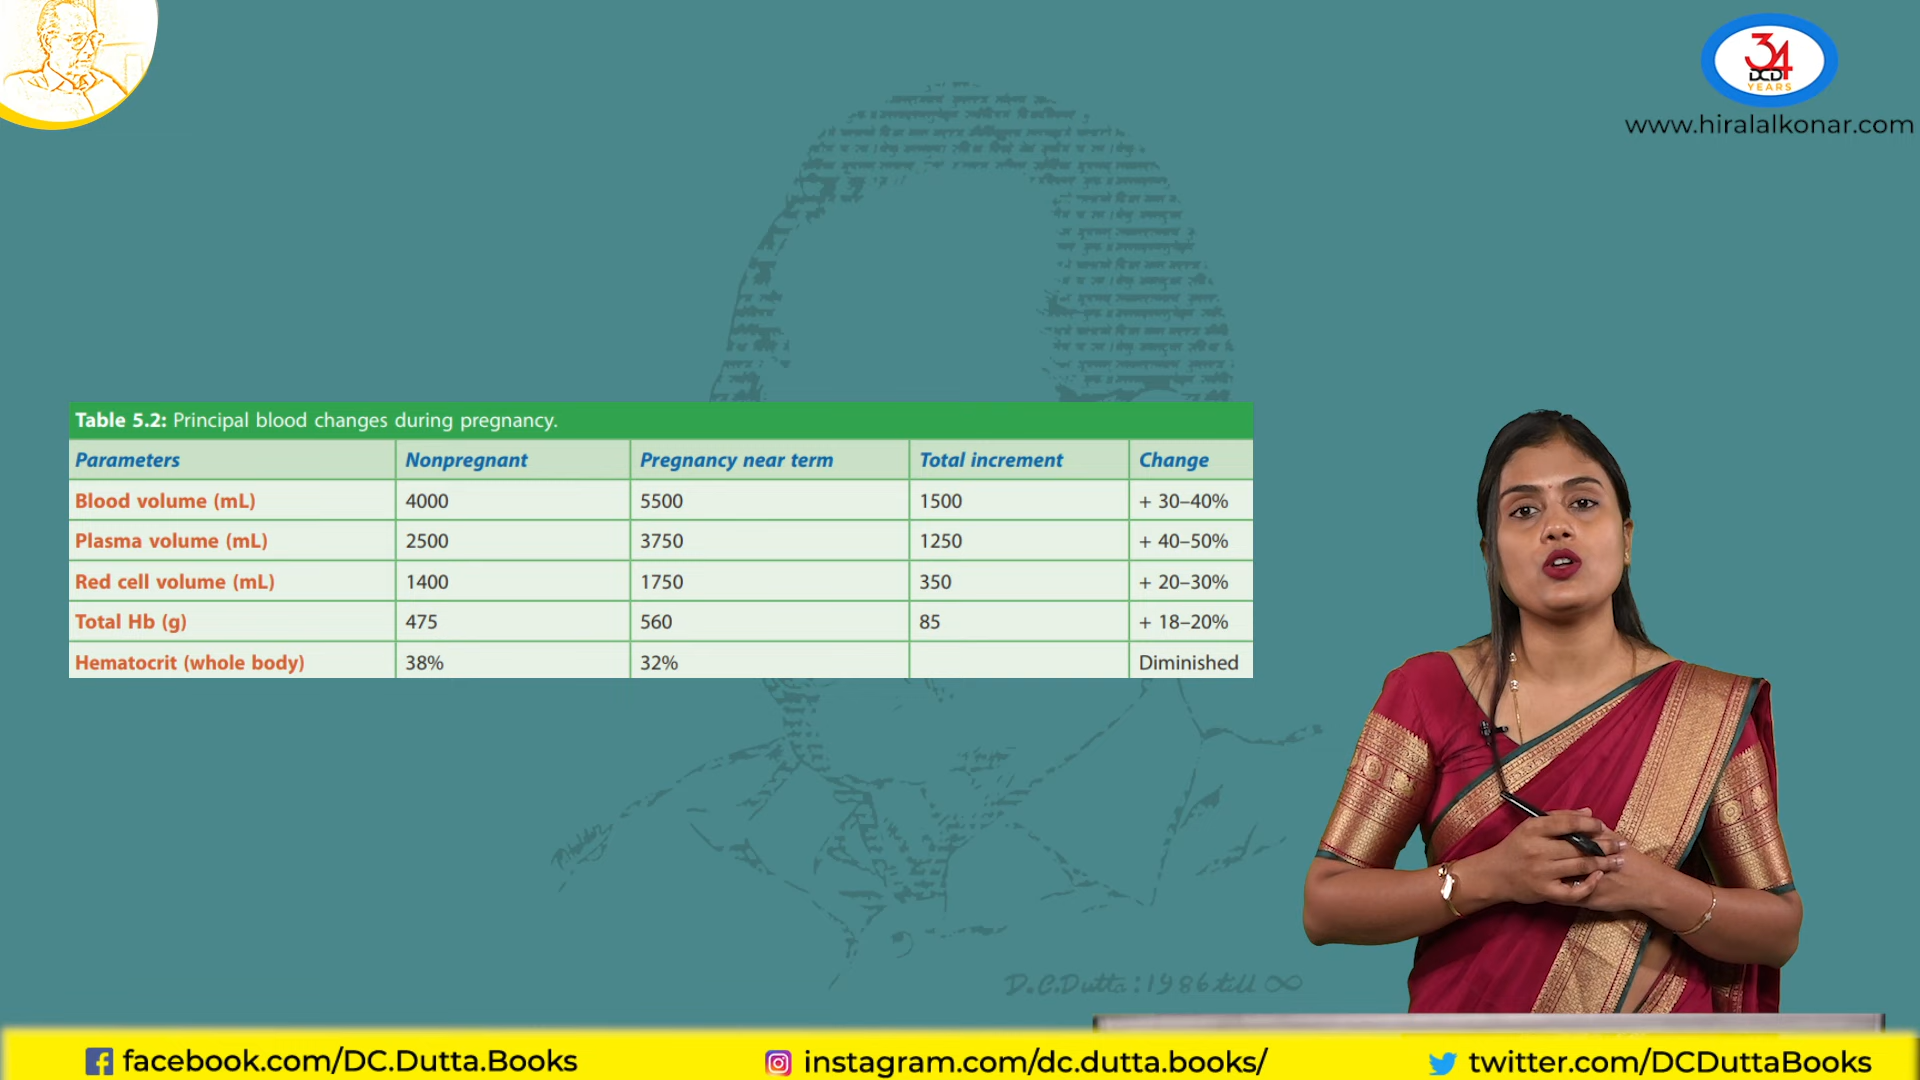 34
DCD
YEARS
www.hiralalkonar.com
Table 5.2: Principal blood changes during pregnancy.
Parameters Nonpregnant Pregnancy near term Total increment Change
Blood volume (mL) 4000 5500 1500 + 30–40%
Plasma volume (mL) 2500 3750 1250 + 40–50%
Red cell volume (mL) 1400 1750 350 + 20–30%
Total Hb (g) 475 560 85 + 18–20%
Hematocrit (whole body) 38% 32% Diminished
D.C.Dutta:1986 till ∞
facebook.com/DC.Dutta.Books instagram.com/dc.dutta.books/ twitter.com/DCDuttaBooks